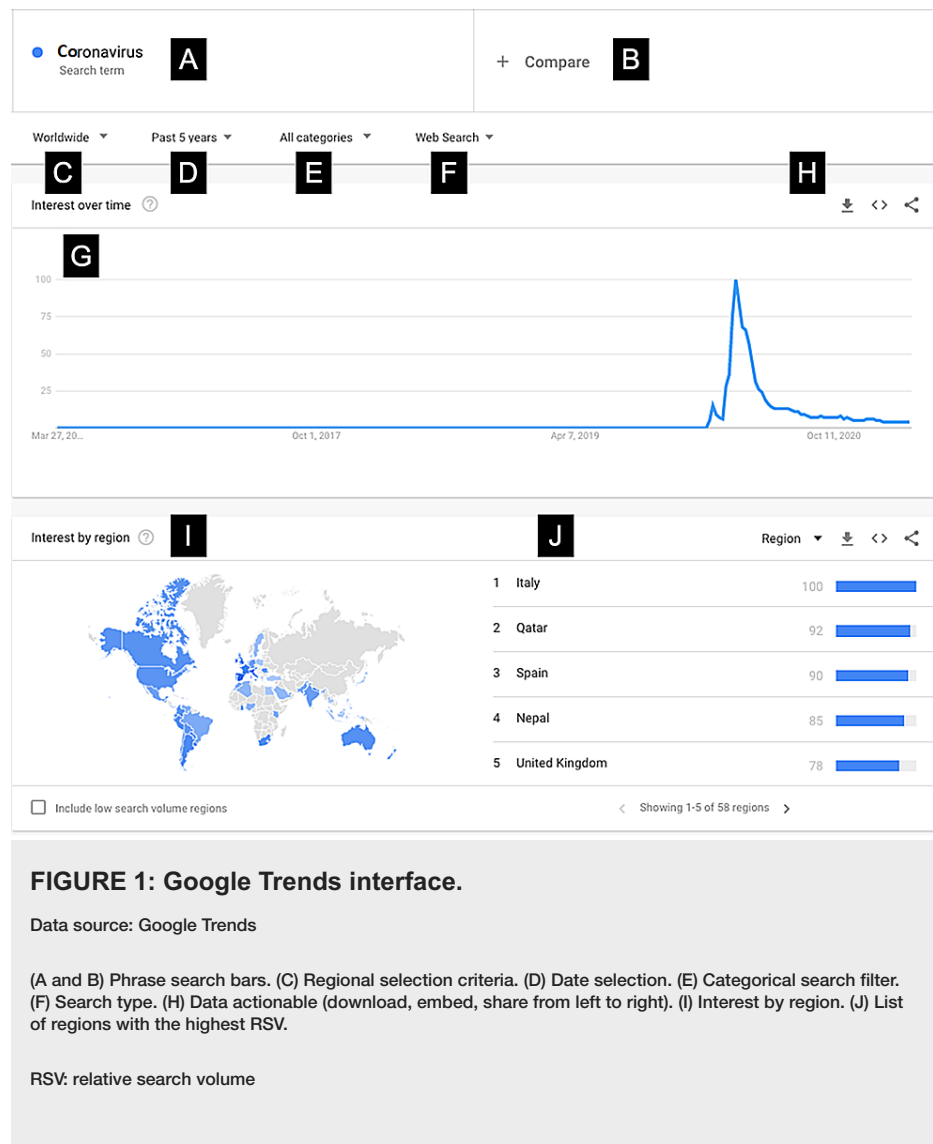 Coronavirus
Search term
A
+ Compare
B
Worldwide
Past 5 years
All categories
Web Search
C
D
E
F
H
Interest over time ?
G
100
75
50
25
Mar 27, 20...
Oct 1, 2017
Apr 7, 2019
Oct 11, 2020
Interest by region ?
I
J
Region
1 Italy 100
2 Qatar 92
3 Spain 90
4 Nepal 85
5 United Kingdom 78
Include low search volume regions
Showing 1-5 of 58 regions
FIGURE 1: Google Trends interface.
Data source: Google Trends
(A and B) Phrase search bars. (C) Regional selection criteria. (D) Date selection. (E) Categorical search filter.
(F) Search type. (H) Data actionable (download, embed, share from left to right). (I) Interest by region. (J) List
of regions with the highest RSV.
RSV: relative search volume